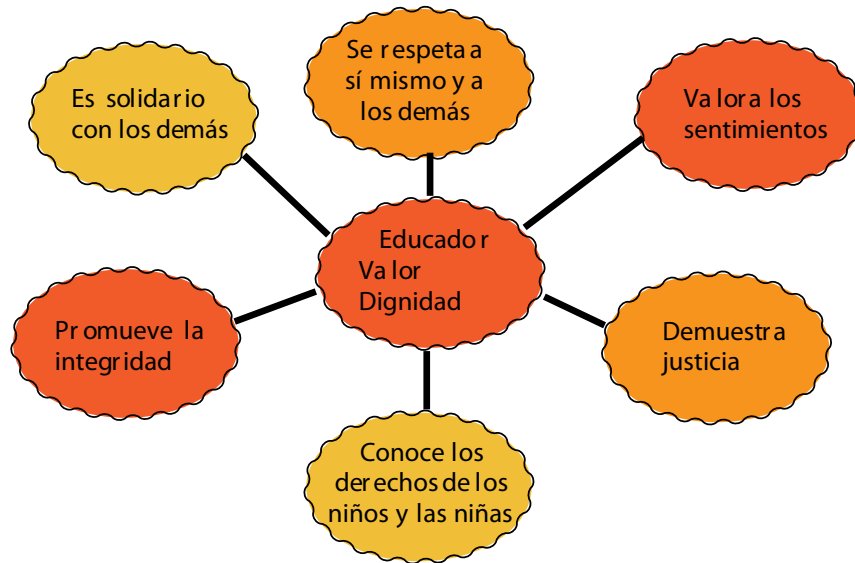 Se respeta a
sí mismo y a
los demás
Es solidario
con los demás
Valora los
sentimientos
Educador
Valor
Dignidad
Promueve la
integridad
Demuestra
justicia
Conoce los
derechos de los
niños y las niñas